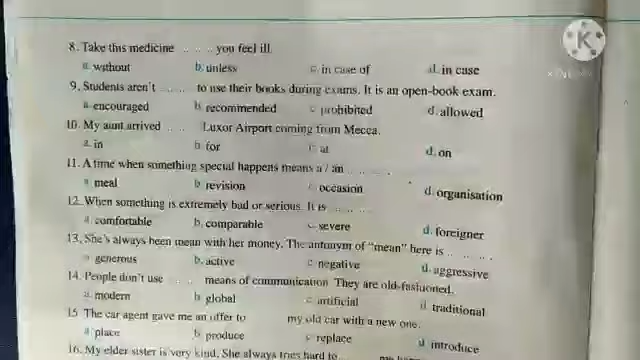 8. Take this medicine ........ you feel ill.
a. without b. unless c. in case of d. in case
9. Students aren't ........ to use their books during exams. It is an open-book exam.
a. encouraged b. recommended c. prohibited d. allowed
10. My aunt arrived ........ Luxor Airport coming from Mecca.
a. in b. for c. at d. on
11. A time when something special happens means a / an ........
a. meal b. revision c. occasion d. organisation
12. When something is extremely bad or serious. It is ........
a. comfortable b. comparable c. severe d. foreigner
13. She's always been mean with her money. The antonym of "mean" here is ........
a. generous b. active c. negative d. aggressive
14. People don't use ........ means of communication They are old-fashioned.
a. modern b. global c. artificial d. traditional
15 The car agent gave me an offer to ........ my old car with a new one.
a. place b. produce c. replace d. introduce
16. My elder sister is very kind. She always tries hard to